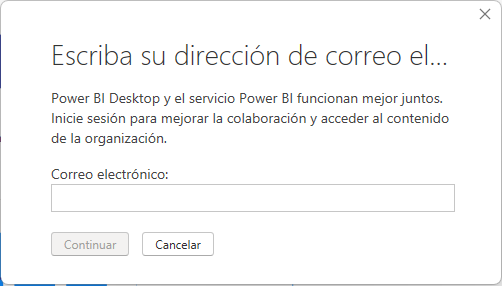 Escriba su dirección de correo el...
Power BI Desktop y el servicio Power BI funcionan mejor juntos.
Inicie sesión para mejorar la colaboración y acceder al contenido
de la organización.
Correo electrónico:
Continuar
Cancelar